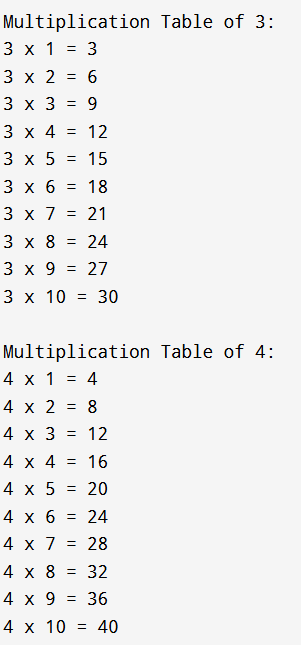 Multiplication Table of 3:
3 x 1 = 3
3 x 2 = 6
3 x 3 = 9
3 x 4 = 12
3 x 5 = 15
3 x 6 = 18
3 x 7 = 21
3 x 8 = 24
3 x 9 = 27
3 x 10 = 30

Multiplication Table of 4:
4 x 1 = 4
4 x 2 = 8
4 x 3 = 12
4 x 4 = 16
4 x 5 = 20
4 x 6 = 24
4 x 7 = 28
4 x 8 = 32
4 x 9 = 36
4 x 10 = 40